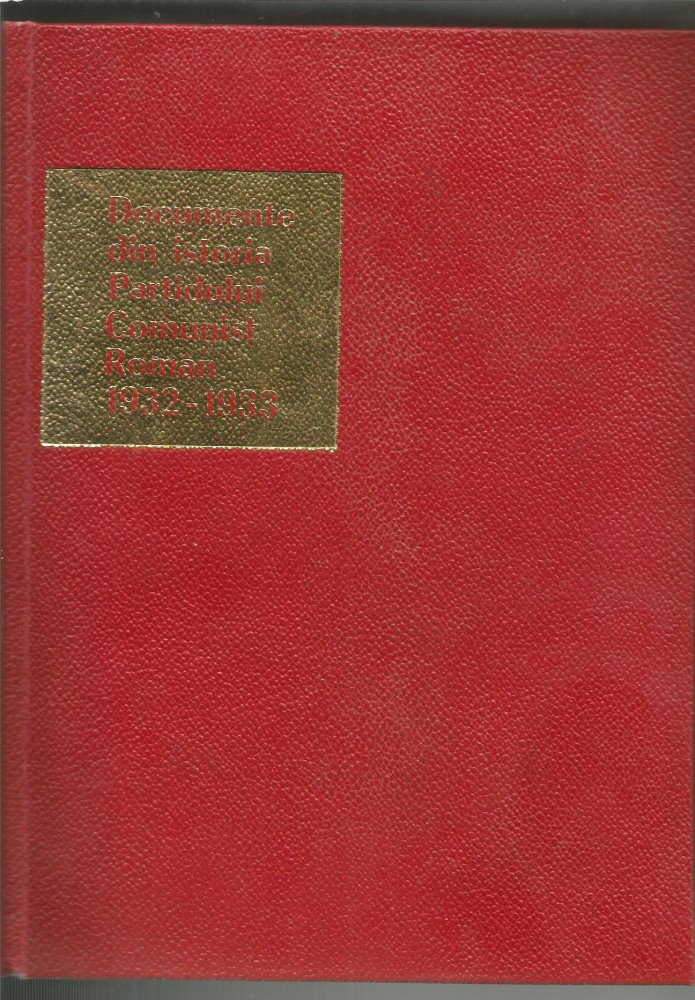 Documente
din istoria
Partidului
Comunist
Român
1932-1933